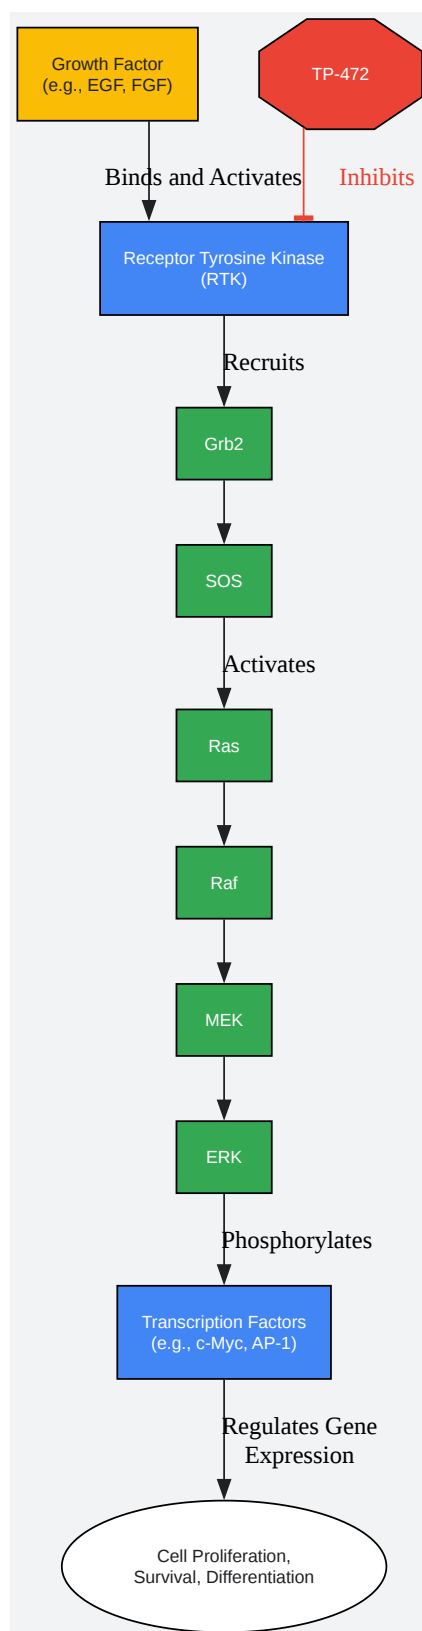 Growth Factor
(e.g., EGF, FGF)
TP-472
Binds and Activates
Inhibits
Receptor Tyrosine Kinase
(RTK)
Recruits
Grb2
SOS
Activates
Ras
Raf
MEK
ERK
Phosphorylates
Transcription Factors
(e.g., c-Myc, AP-1)
Regulates Gene
Expression
Cell Proliferation,
Survival, Differentiation